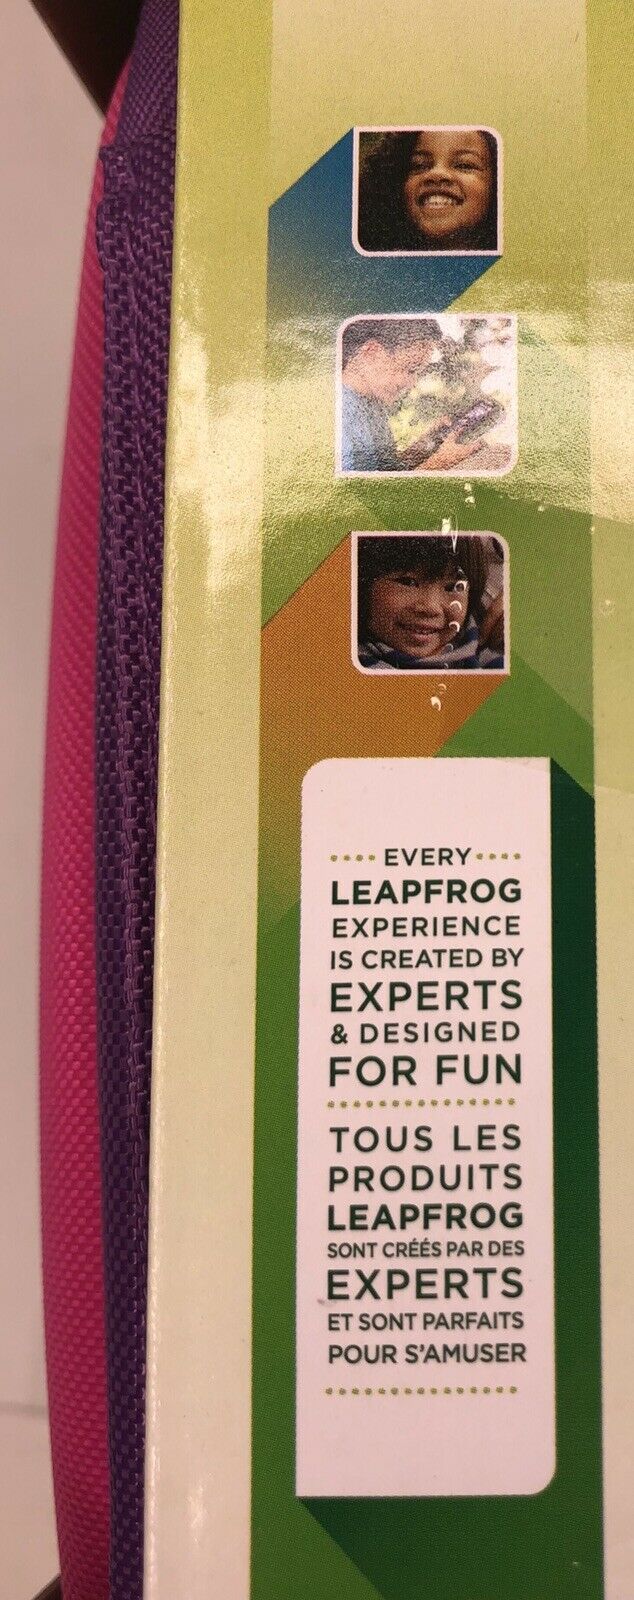 EVERY
LEAPFROG
EXPERIENCE
IS CREATED BY
EXPERTS
& DESIGNED
FOR FUN
TOUS LES
PRODUITS
LEAPFROG
SONT CRÉÉS PAR DES
EXPERTS
ET SONT PARFAITS
POUR S'AMUSER